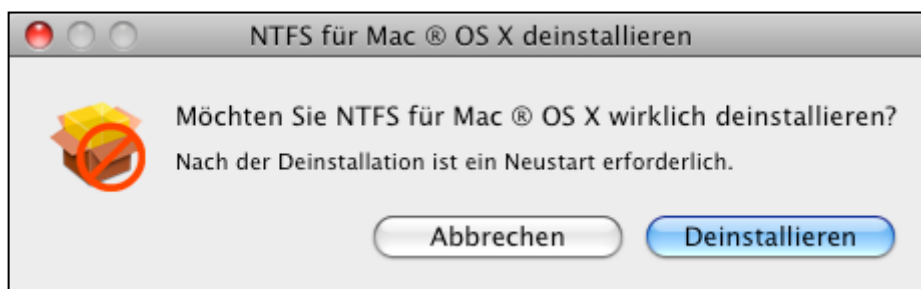 NTFS für Mac ® OS X deinstallieren
Möchten Sie NTFS für Mac ® OS X wirklich deinstallieren?
Nach der Deinstallation ist ein Neustart erforderlich.
Abbrechen
Deinstallieren